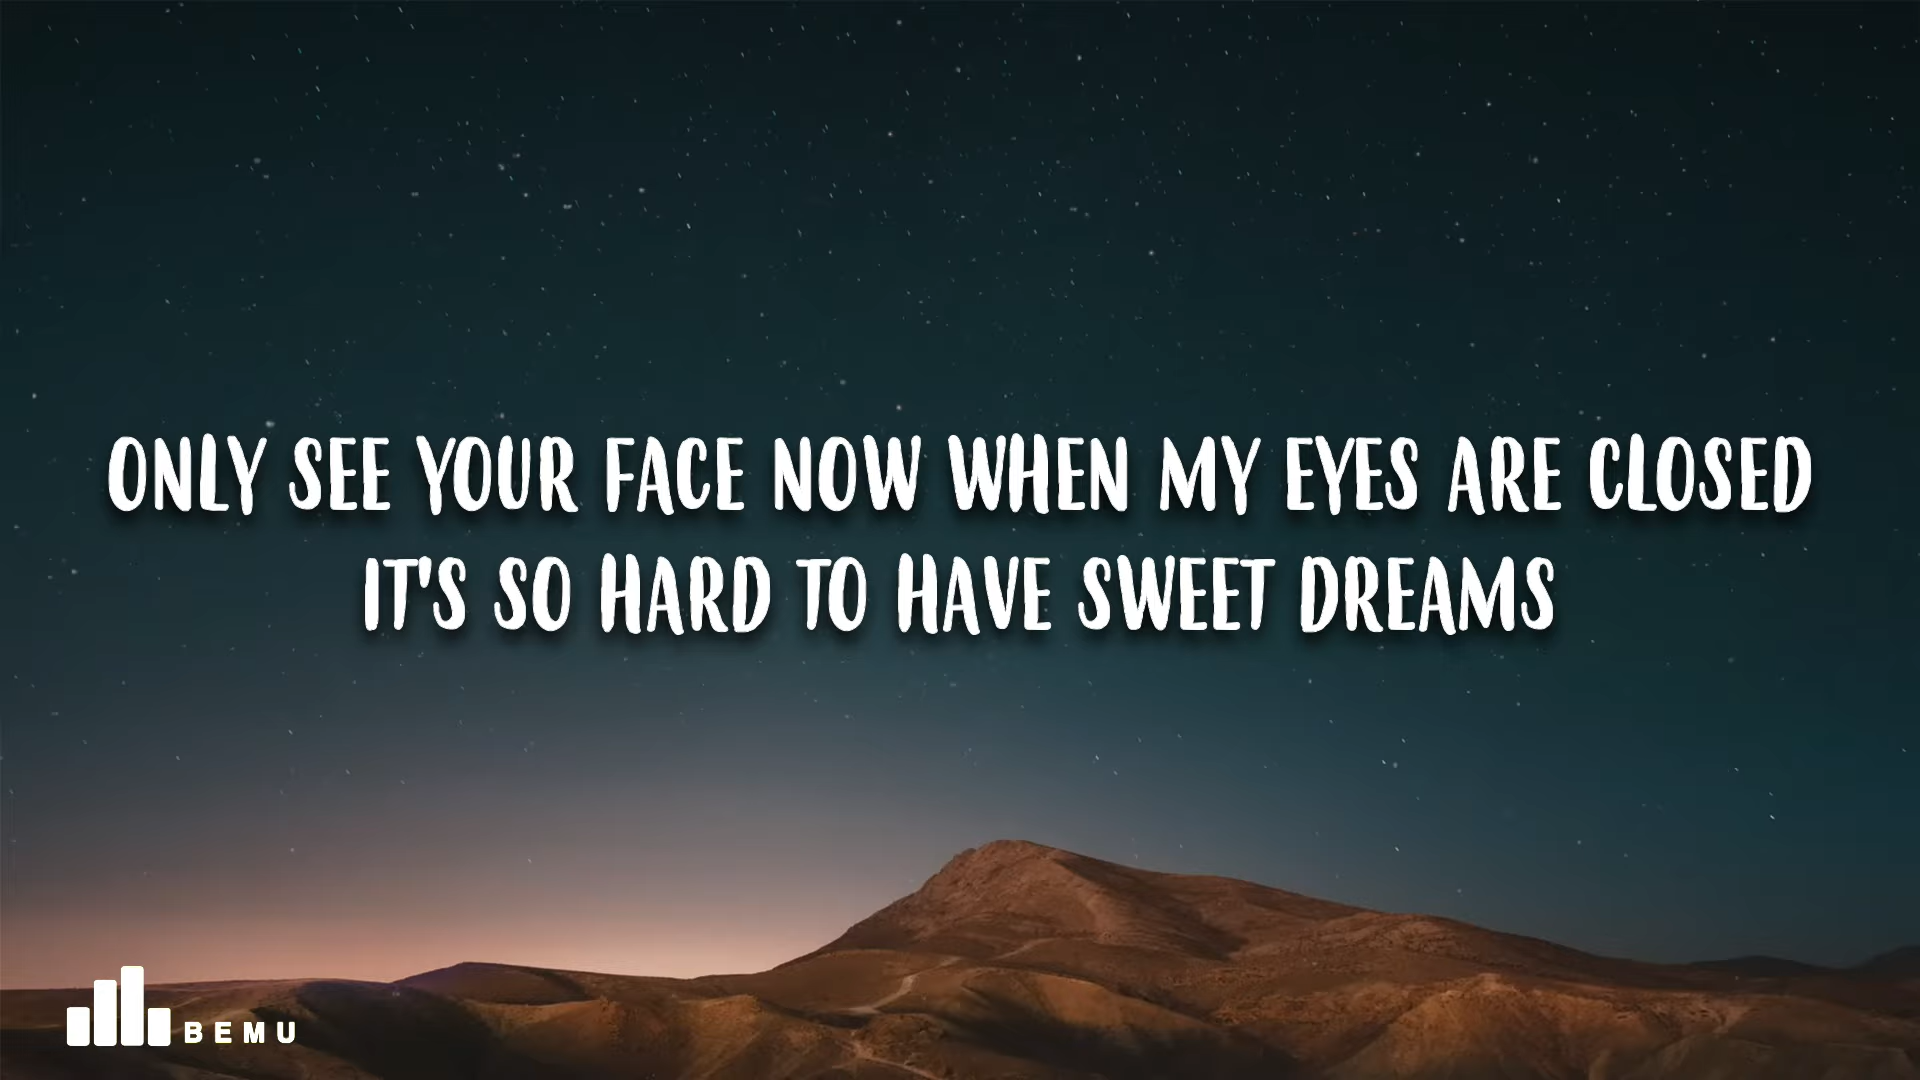 ONLY SEE YOUR FACE NOW WHEN MY EYES ARE CLOSED
IT'S SO HARD TO HAVE SWEET DREAMS
BEMU